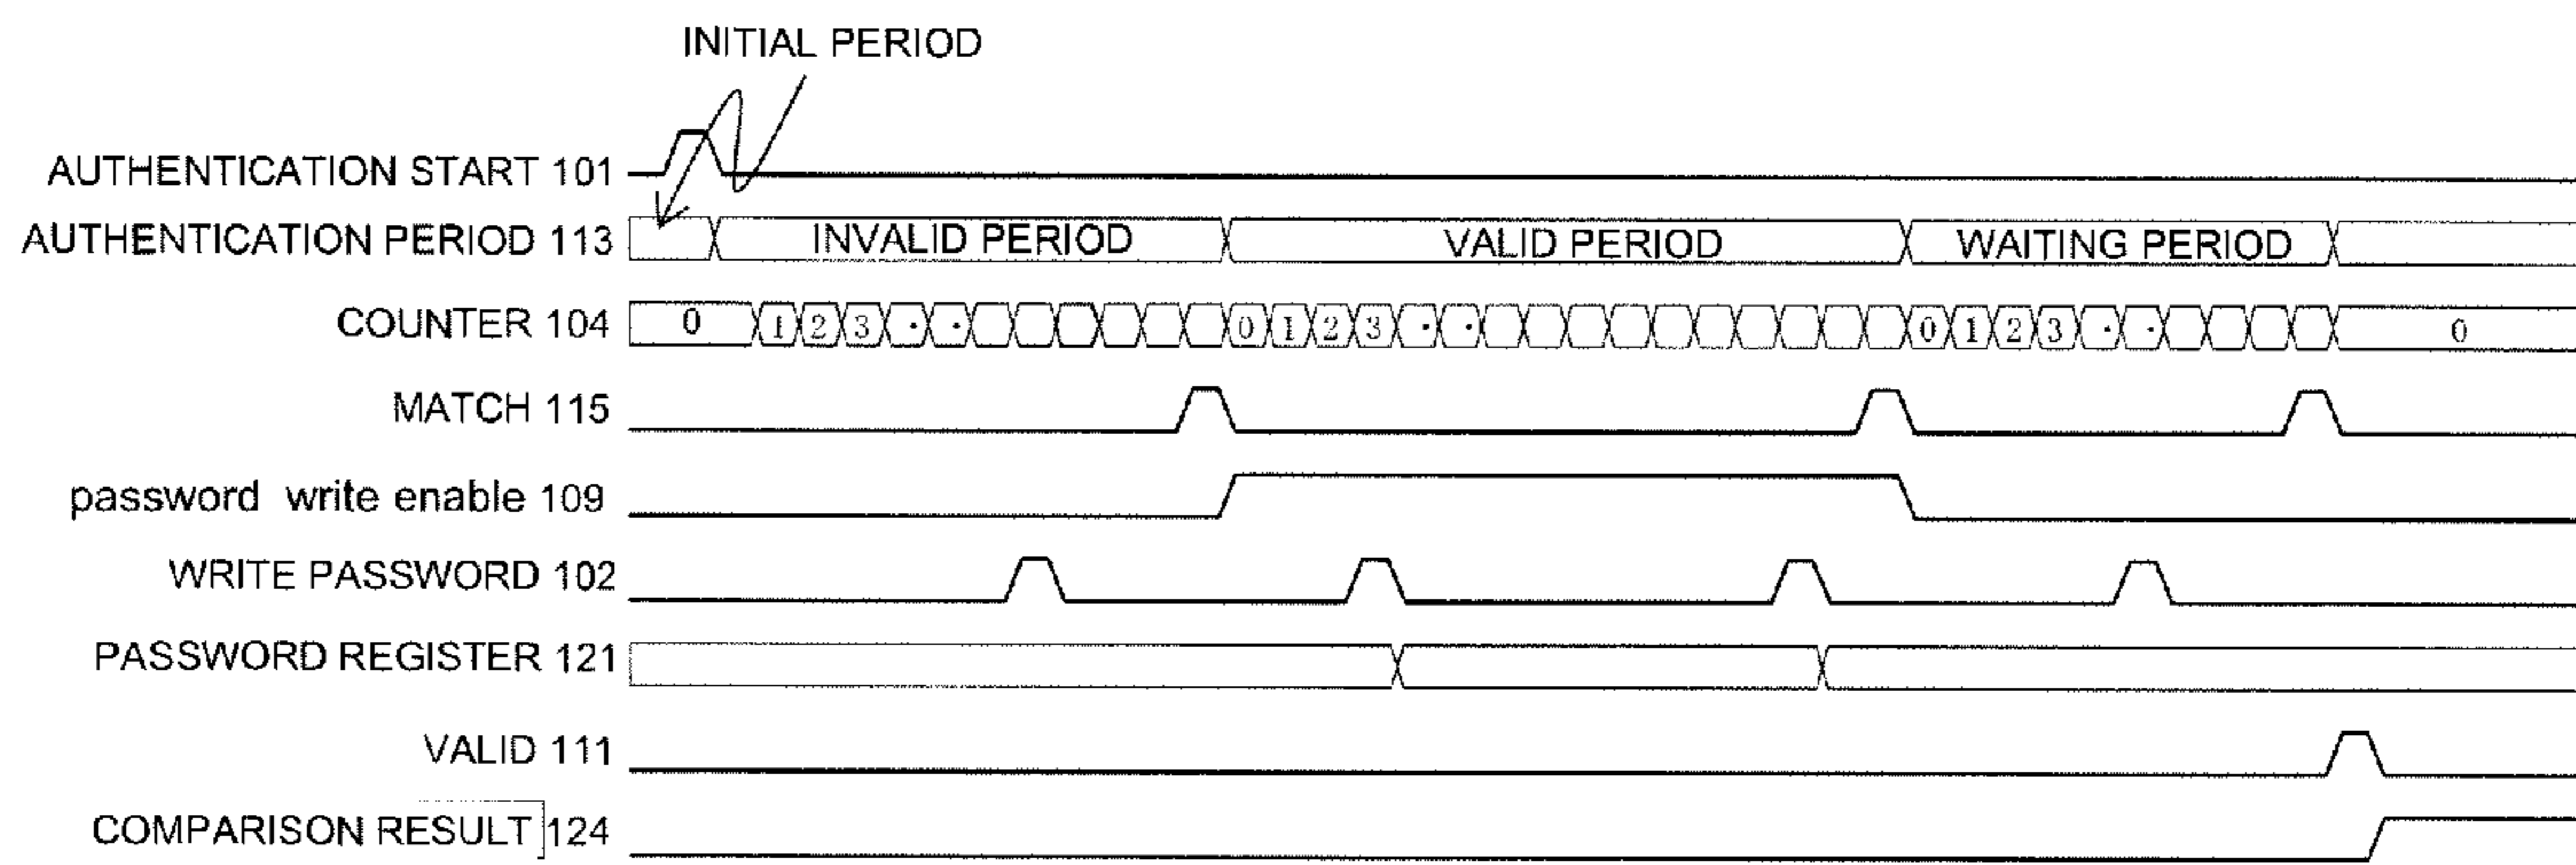 INITIAL PERIOD
AUTHENTICATION START 101
AUTHENTICATION PERIOD 113 INVALID PERIOD VALID PERIOD WAITING PERIOD
COUNTER 104 0 1 2 3 · · 0 1 2 3 · · 0 1 2 3 · · 0
MATCH 115
password write enable 109
WRITE PASSWORD 102
PASSWORD REGISTER 121
VALID 111
COMPARISON RESULT 124